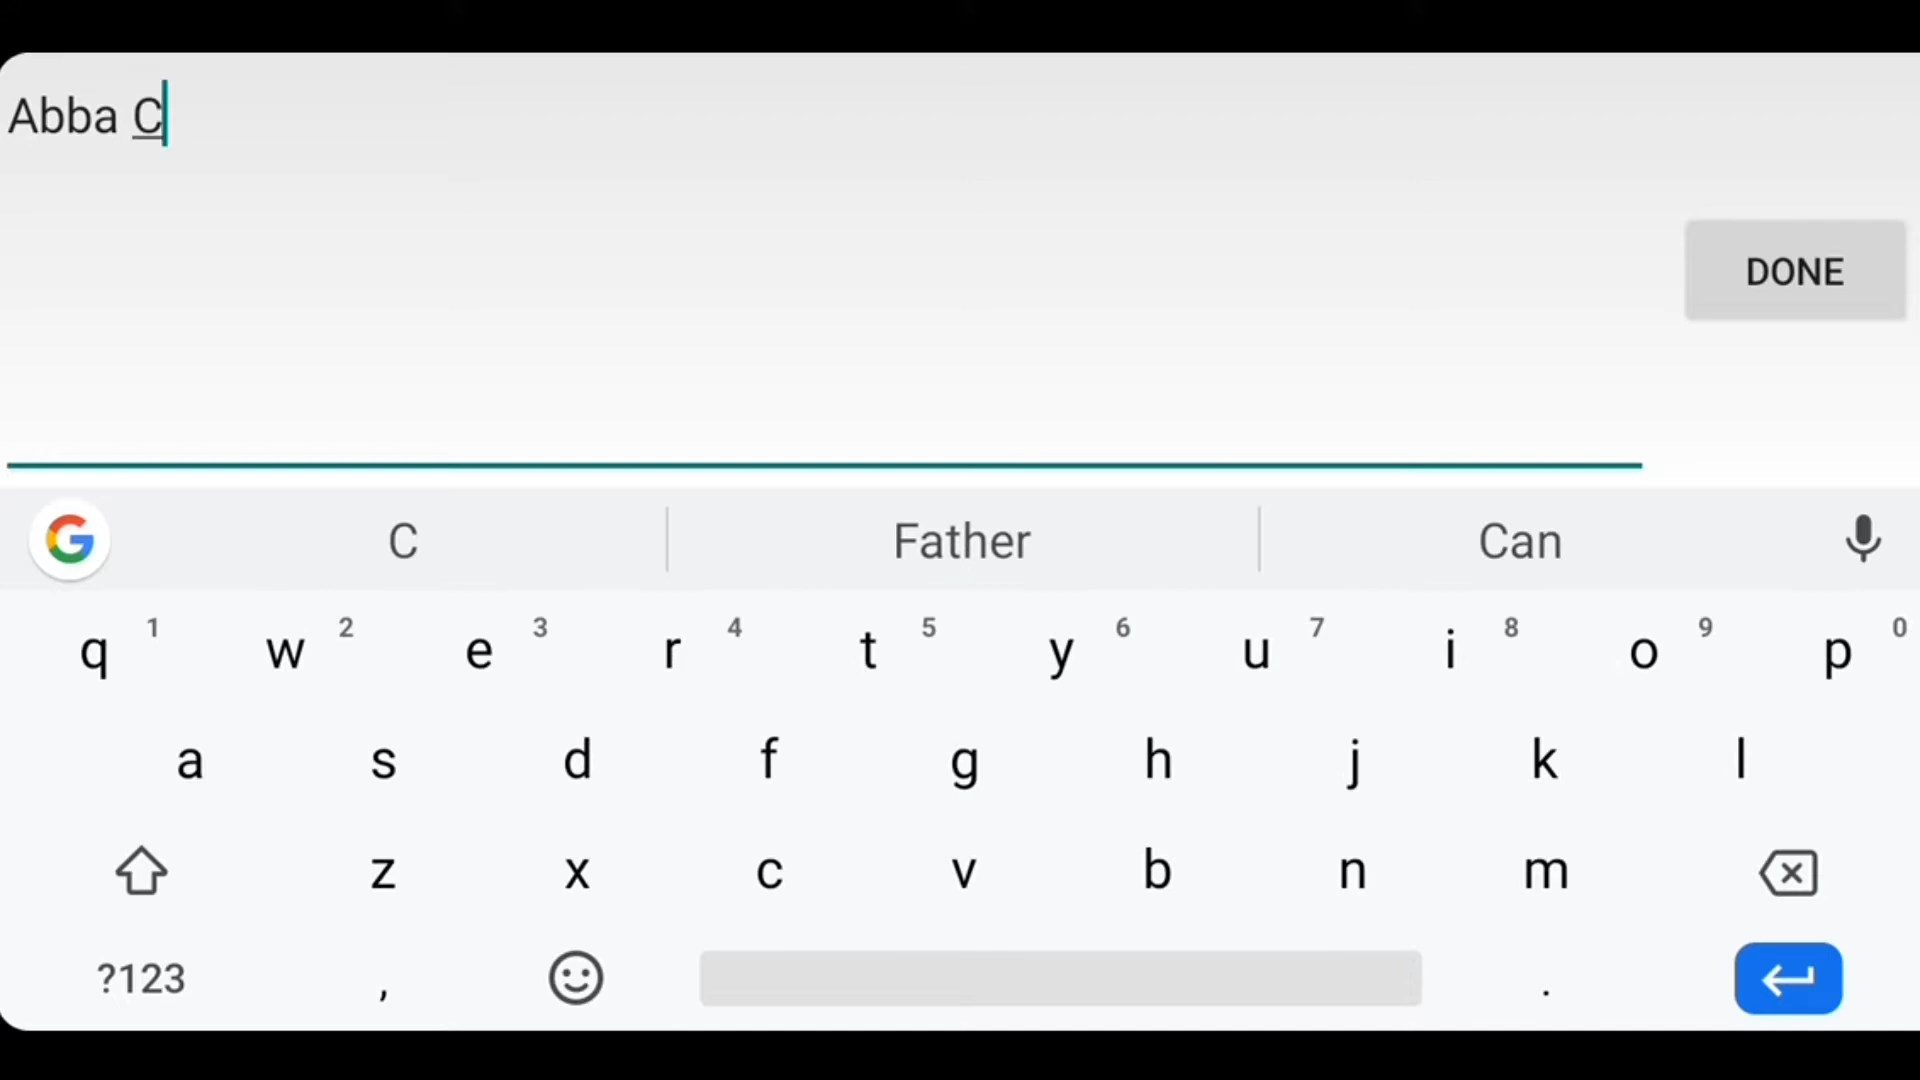 Abba C
DONE
C Father Can
q 1 w 2 e 3 r 4 t 5 y 6 u 7 i 8 o 9 p 0
a s d f g h j k l
z x c v b n m
?123 , .